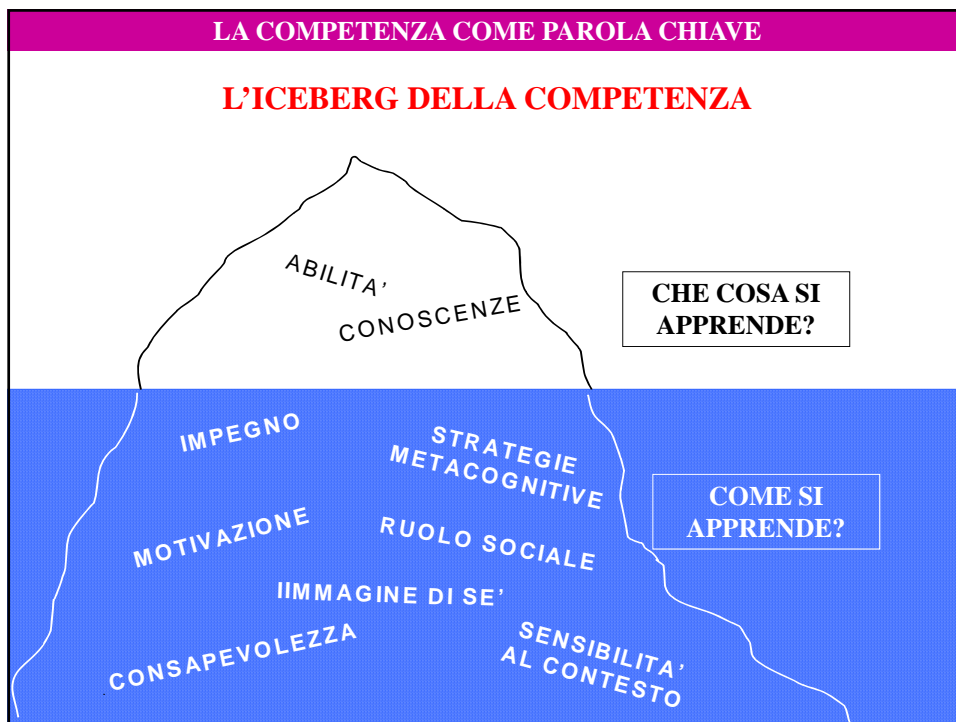 LA COMPETENZA COME PAROLA CHIAVE
L’ICEBERG DELLA COMPETENZA
ABILITA’
CONOSCENZE
CHE COSA SI
APPRENDE?
IMPEGNO
STRATEGIE
METACOGNITIVE
COME SI
APPRENDE?
MOTIVAZIONE
RUOLO SOCIALE
IIMMAGINE DI SE’
CONSAPEVOLEZZA
SENSIBILITA’
AL CONTESTO